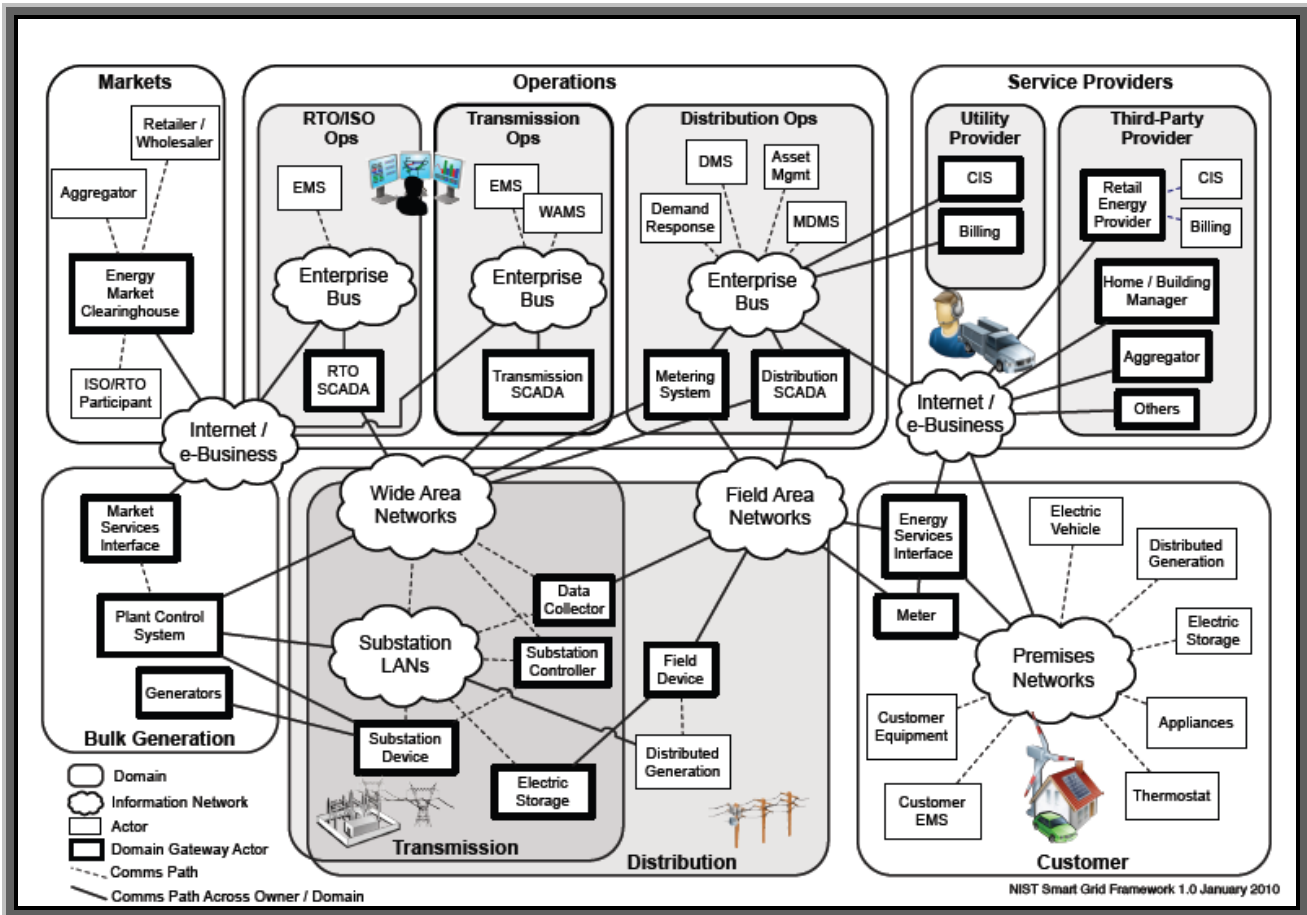 Markets
Retailer /
Wholesaler
Aggregator
Energy
Market
Clearinghouse
ISO/RTO
Participant
Internet /
e-Business
Operations
RTO/ISO
Ops
EMS
Enterprise
Bus
RTO
SCADA
Transmission
Ops
EMS
WAMS
Enterprise
Bus
Transmission
SCADA
Distribution Ops
DMS
Asset
Mgmt
Demand
Response
MDMS
Enterprise
Bus
Metering
System
Distribution
SCADA
Service Providers
Utility
Provider
CIS
Billing
Third-Party
Provider
Retail
Energy
Provider
CIS
Billing
Home / Building
Manager
Aggregator
Others
Internet /
e-Business
Market
Services
Interface
Plant Control
System
Generators
Bulk Generation
Wide Area
Networks
Substation
LANs
Data
Collector
Substation
Controller
Substation
Device
Electric
Storage
Transmission
Field Area
Networks
Field
Device
Distributed
Generation
Distribution
Energy
Services
Interface
Meter
Electric
Vehicle
Distributed
Generation
Electric
Storage
Premises
Networks
Customer
Equipment
Appliances
Customer
EMS
Thermostat
Customer
Domain
Information Network
Actor
Domain Gateway Actor
Comms Path
Comms Path Across Owner / Domain
NIST Smart Grid Framework 1.0 January 2010